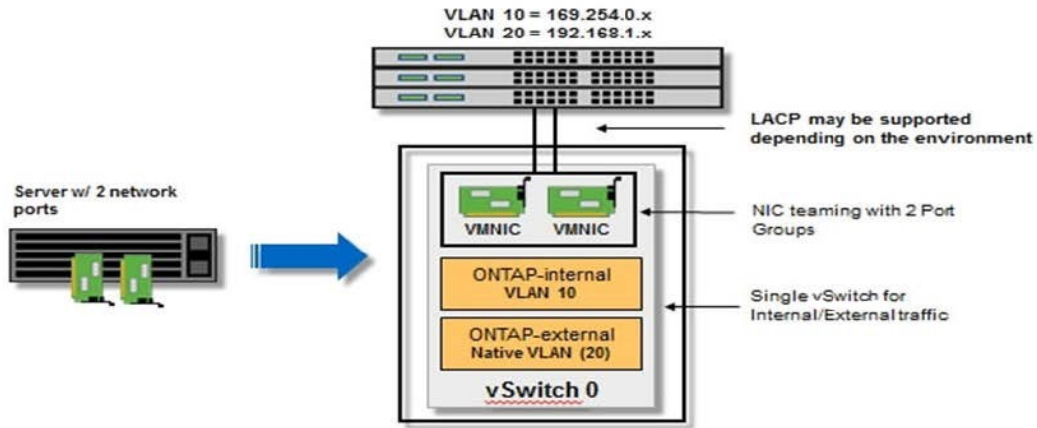 VLAN 10 = 169.254.0.x
VLAN 20 = 192.168.1.x
LACP may be supported
depending on the environment
Server w/ 2 network
ports
VMNIC
VMNIC
NIC teaming with 2 Port
Groups
ONTAP-internal
VLAN 10
Single vSwitch for
Internal/External traffic
ONTAP-external
Native VLAN (20)
vSwitch 0